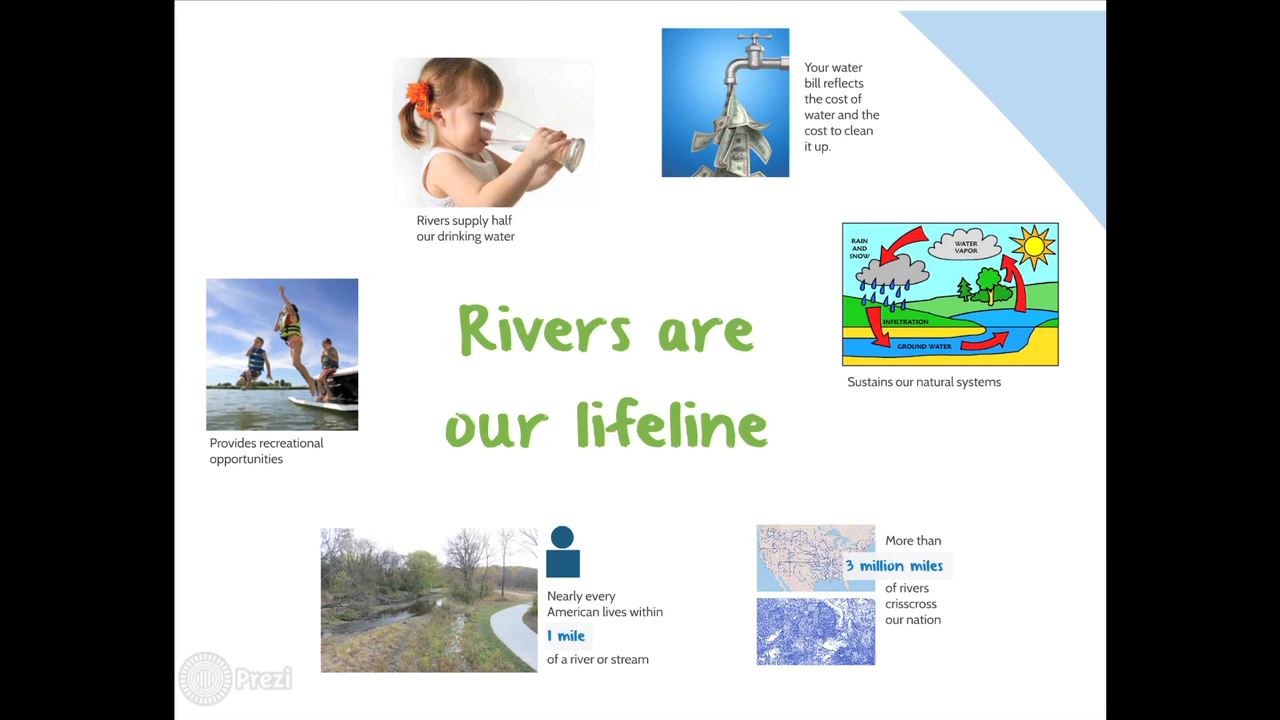 Your water
bill reflects
the cost of
water and the
cost to clean
it up.
Rivers supply half
our drinking water
RAIN
AND
SNOW
WATER
VAPOR
INFILTRATION
GROUND WATER
Sustains our natural systems
Rivers are
our lifeline
Provides recreational
opportunities
Nearly every
American lives within
1 mile
of a river or stream
More than
3 million miles
of rivers
crisscross
our nation
Prezi